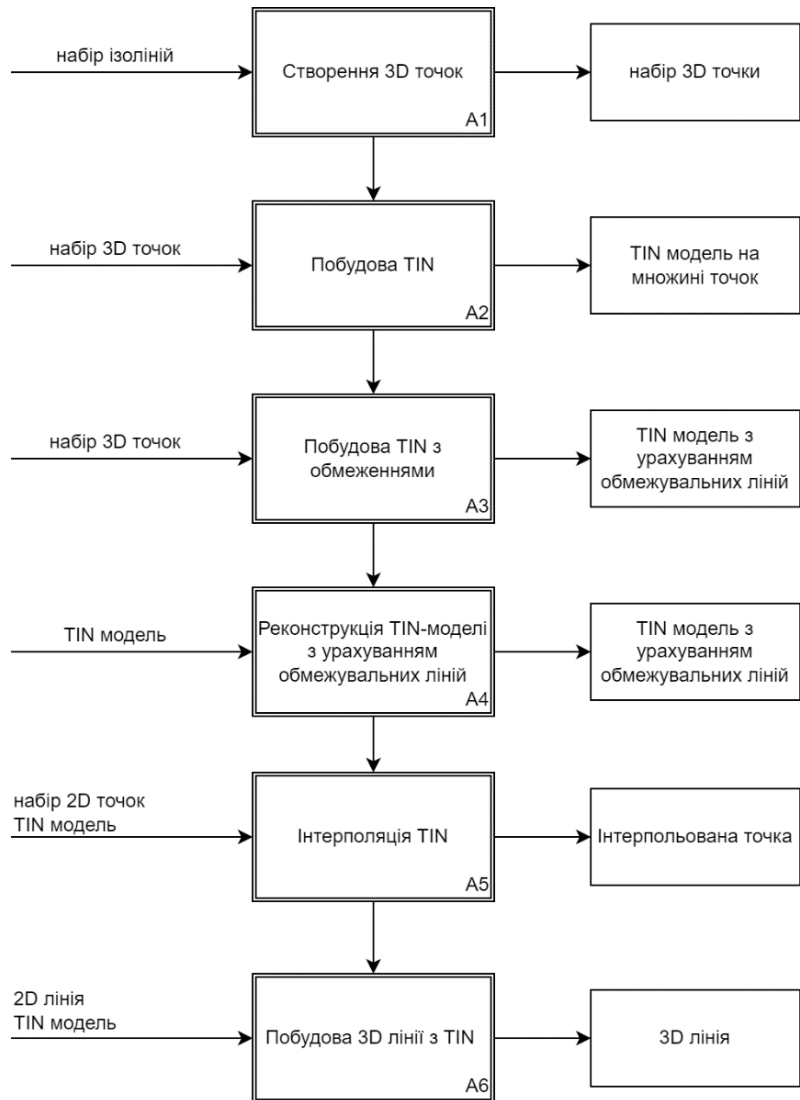 набір ізоліній
Створення 3D точок
A1
набір 3D точки
набір 3D точок
Побудова TIN
A2
TIN модель на
множині точок
набір 3D точок
Побудова TIN з
обмеженнями
A3
TIN модель з
урахуванням
обмежувальних ліній
TIN модель
Реконструкція TIN-моделі
з урахуванням
обмежувальних ліній
A4
TIN модель з
урахуванням
обмежувальних ліній
набір 2D точок
TIN модель
Інтерполяція TIN
A5
Інтерпольована точка
2D лінія
TIN модель
Побудова 3D лінії з TIN
A6
3D лінія